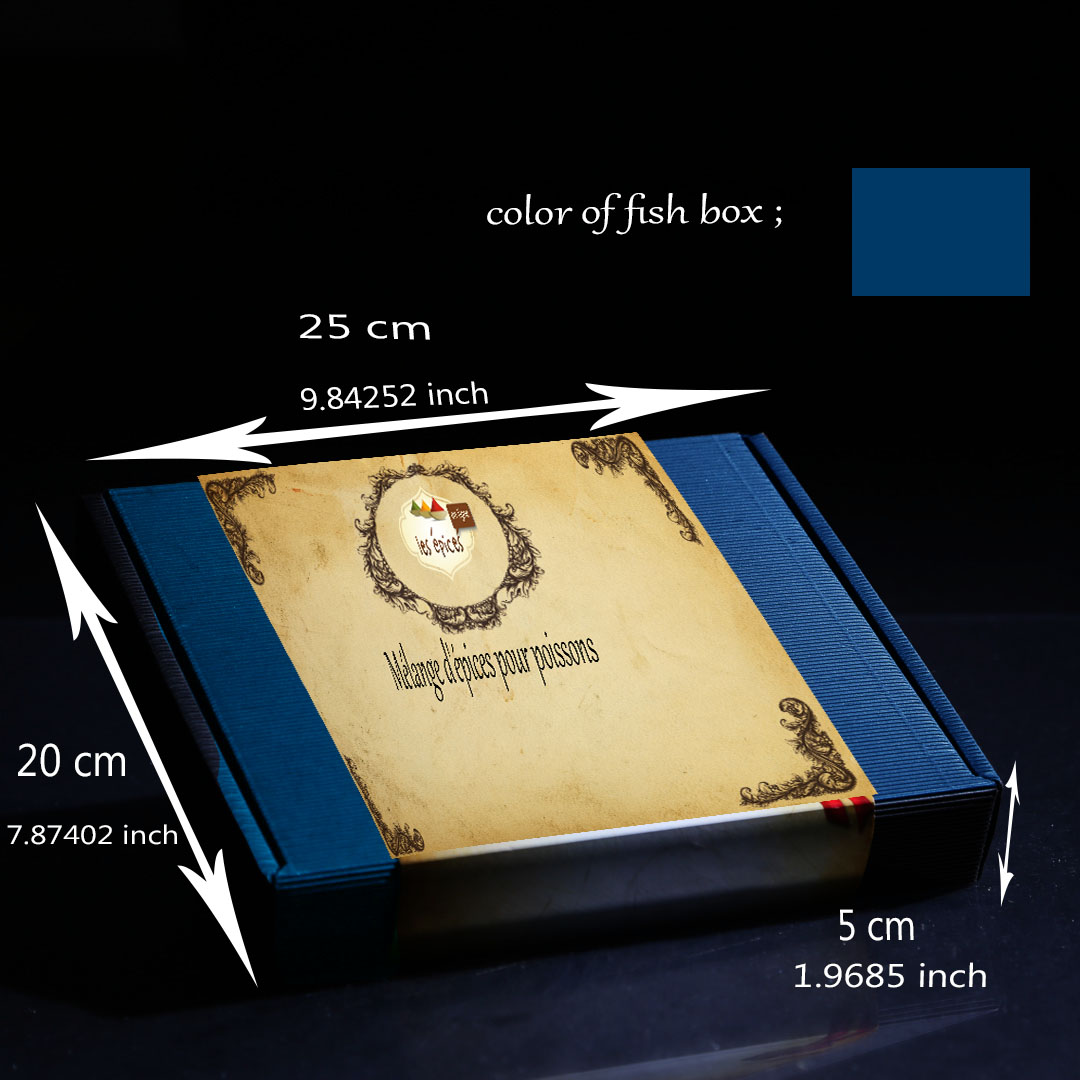 color of fish box ;
25 cm
9.84252 inch
les épices
Mélange d'épices pour poissons
20 cm
7.87402 inch
5 cm
1.9685 inch